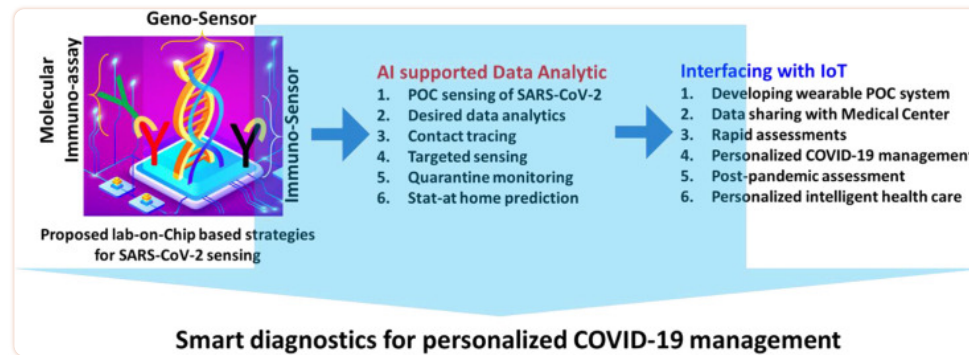 Geno-Sensor
Molecular
Immuno-assay
Immuno-Sensor
Proposed lab-on-Chip based strategies
for SARS-CoV-2 sensing
AI supported Data Analytic
1. POC sensing of SARS-CoV-2
2. Desired data analytics
3. Contact tracing
4. Targeted sensing
5. Quarantine monitoring
6. Stat-at home prediction
Interfacing with IoT
1. Developing wearable POC system
2. Data sharing with Medical Center
3. Rapid assessments
4. Personalized COVID-19 management
5. Post-pandemic assessment
6. Personalized intelligent health care
Smart diagnostics for personalized COVID-19 management